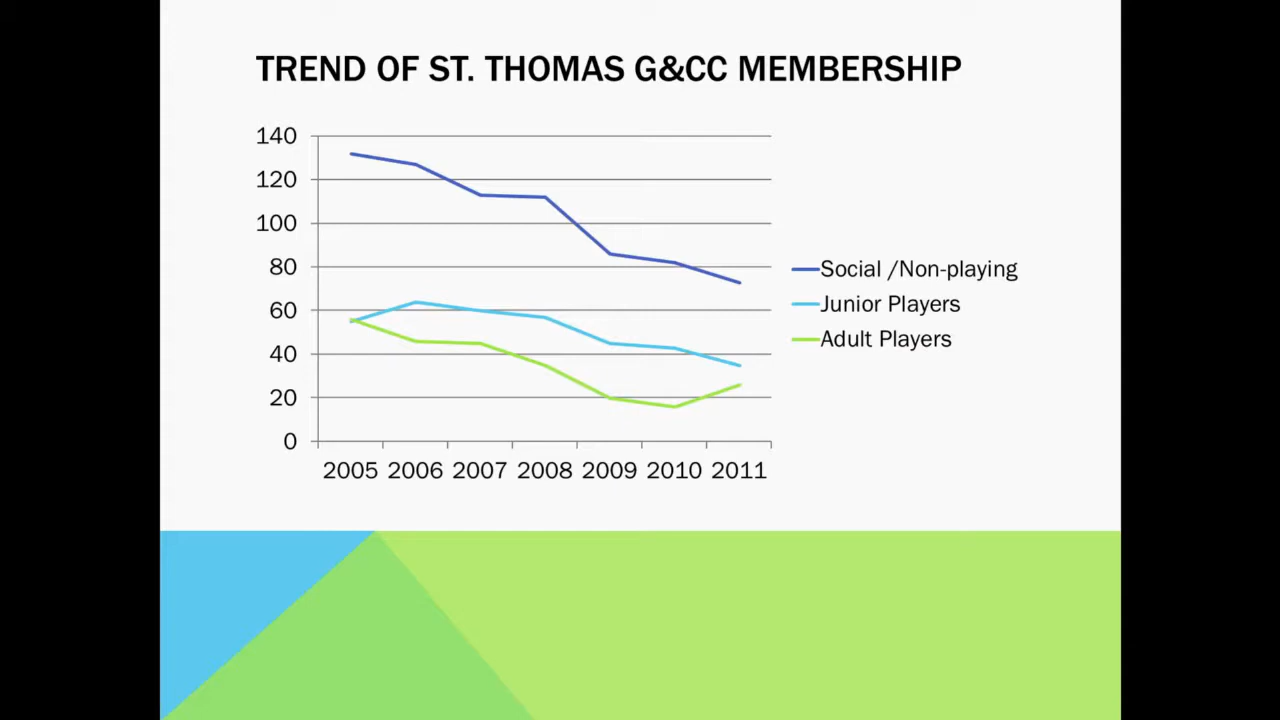 TREND OF ST. THOMAS G&CC MEMBERSHIP
140
120
100
80
60
40
20
0
2005 2006 2007 2008 2009 2010 2011
Social /Non-playing
Junior Players
Adult Players